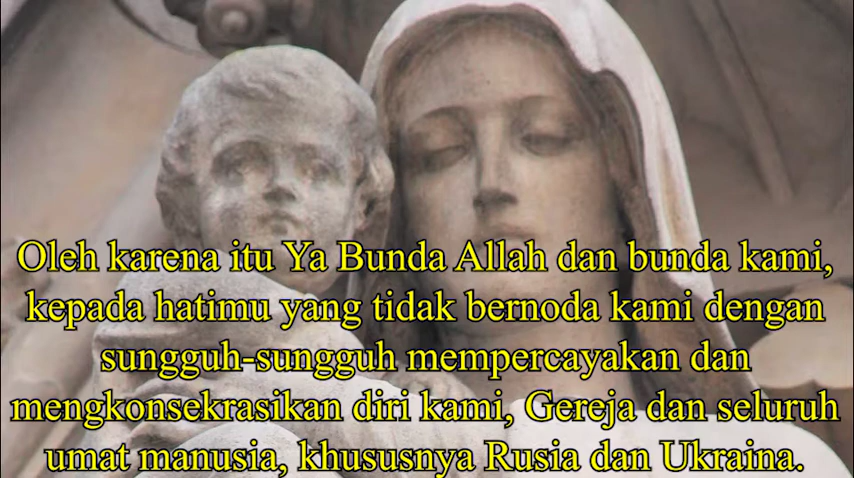 Oleh karena itu Ya Bunda Allah dan bunda kami,
kepada hatimu yang tidak bernoda kami dengan
sungguh-sungguh mempercayakan dan
mengkonsekrasikan diri kami, Gereja dan seluruh
umat manusia, khususnya Rusia dan Ukraina.